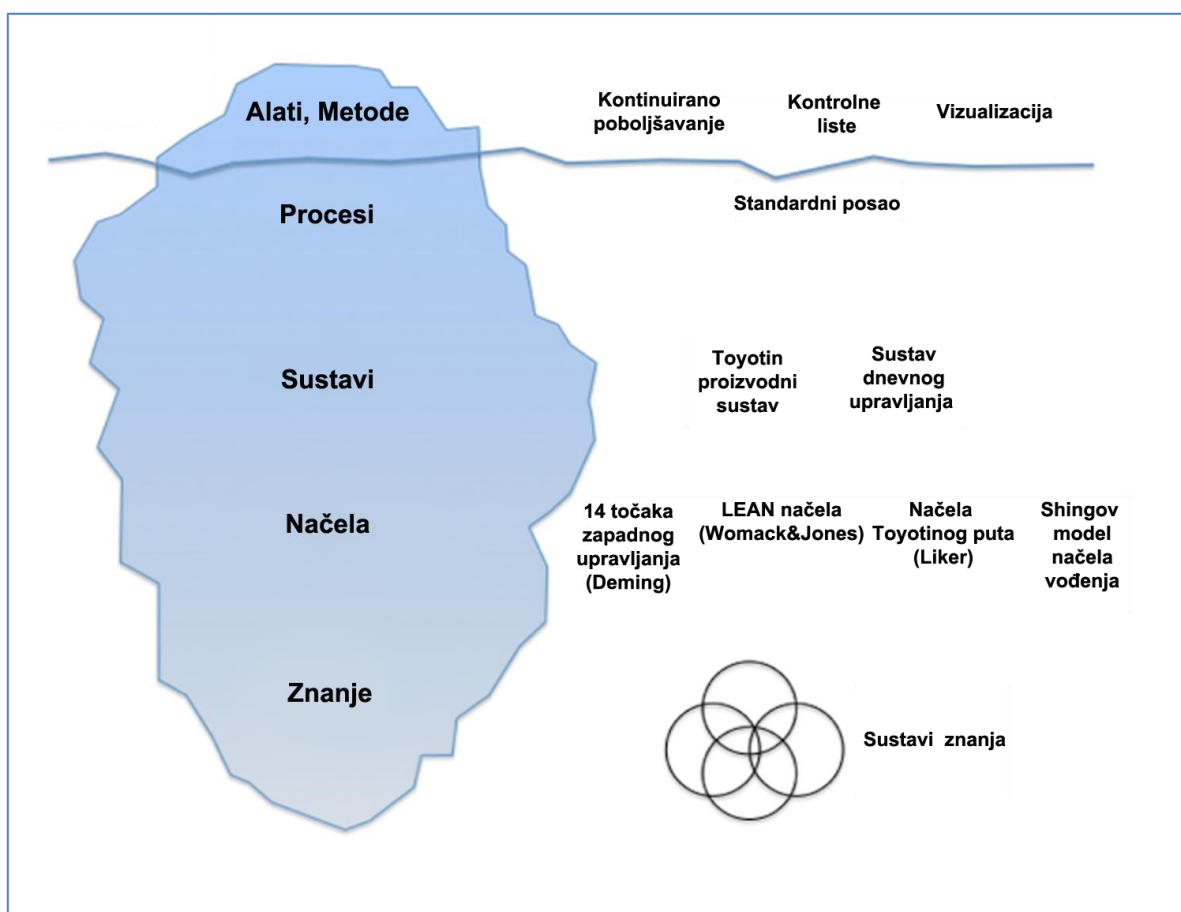 Alati, Metode
Kontinuirano
poboljšavanje
Kontrolne
liste
Vizualizacija
Procesi
Standardni posao
Sustavi
Toyotin
proizvodni
sustav
Sustav
dnevnog
upravljanja
Načela
14 točaka
zapadnog
upravljanja
(Deming)
LEAN načela
(Womack&Jones)
Načela
Toyotinog puta
(Liker)
Shingov
model
načela
vođenja
Znanje
Sustavi znanja